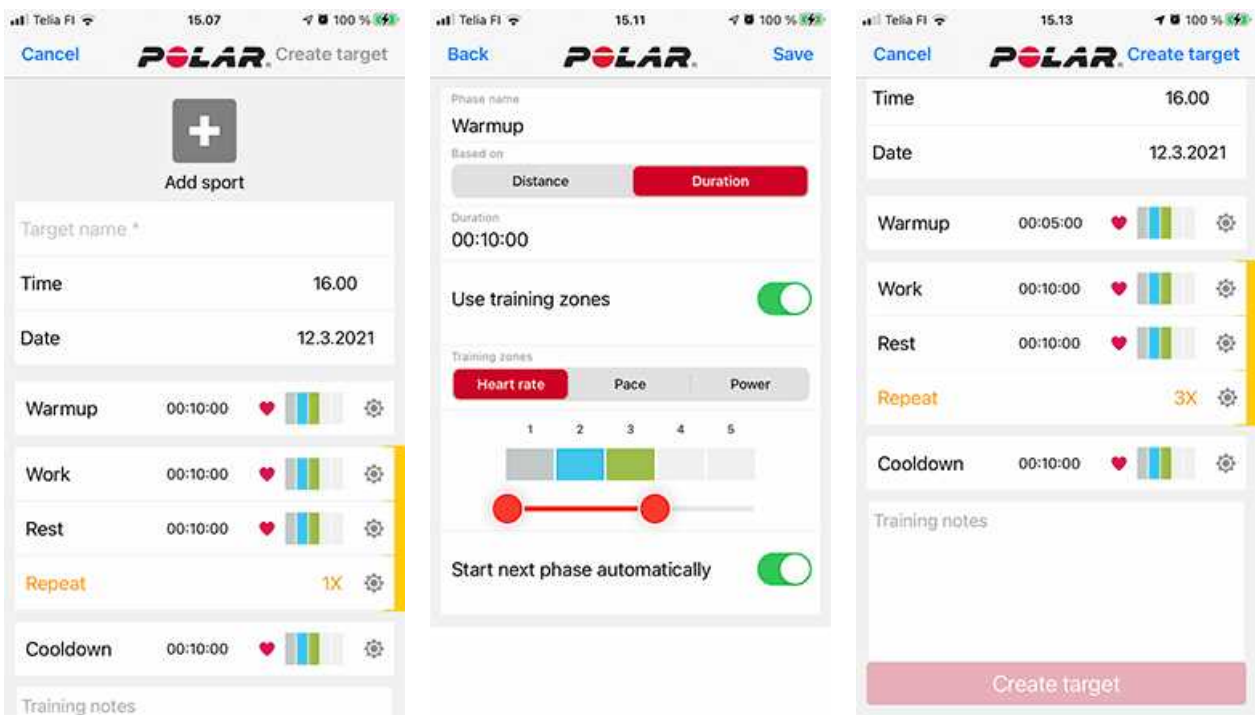 Telia FI 15.07 100 %
Cancel POLAR. Create target
Add sport
Target name *
Time 16.00
Date 12.3.2021
Warmup 00:10:00
Work 00:10:00
Rest 00:10:00
Repeat 1X
Cooldown 00:10:00
Training notes
Telia FI 15.11 100 %
Back POLAR. Save
Phase name
Warmup
Based on
Distance Duration
Duration
00:10:00
Use training zones
Training zones
Heart rate Pace Power
1 2 3 4 5
Start next phase automatically
Telia FI 15.13 100 %
Cancel POLAR. Create target
Time 16.00
Date 12.3.2021
Warmup 00:05:00
Work 00:10:00
Rest 00:10:00
Repeat 3X
Cooldown 00:10:00
Training notes
Create target